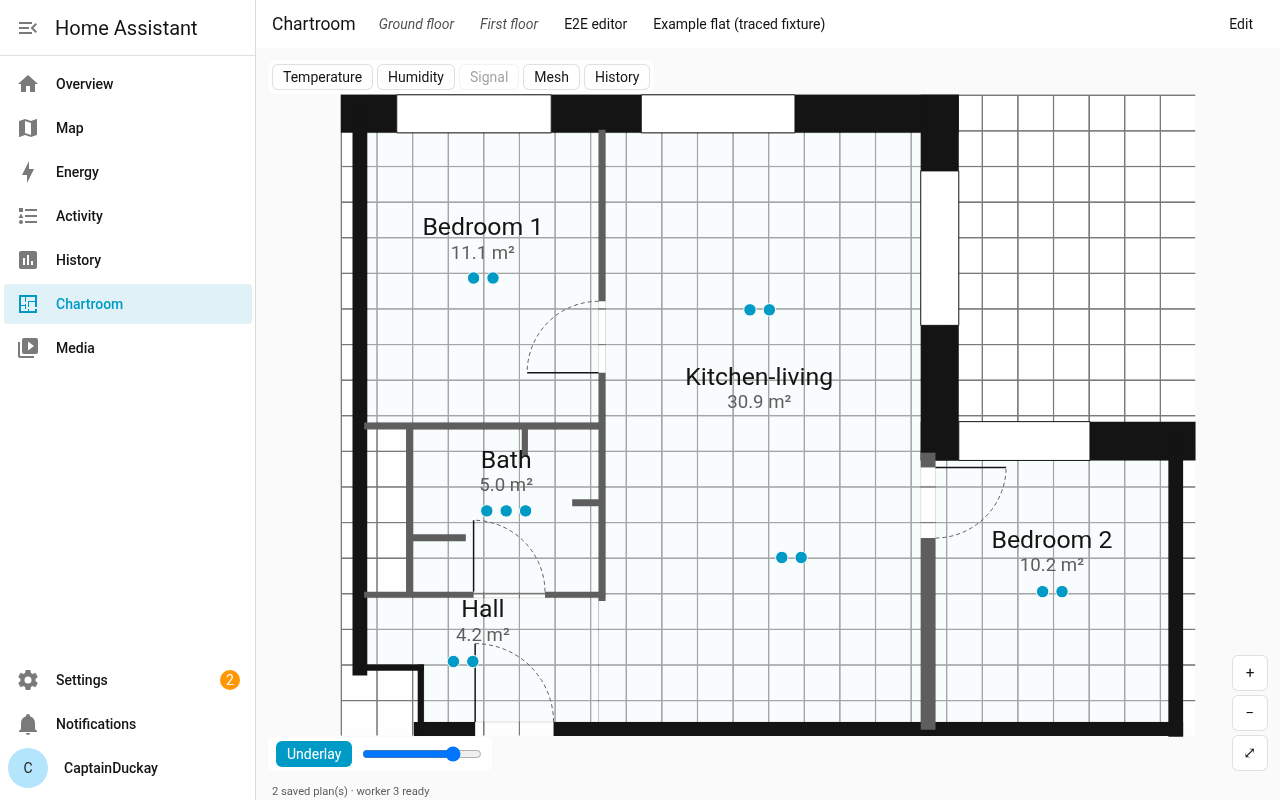 Home Assistant
Chartroom
Ground floor
First floor
E2E editor
Example flat (traced fixture)
Edit
Overview
Map
Energy
Activity
History
Chartroom
Media
Settings
2
Notifications
C
CaptainDuckay
Temperature
Humidity
Signal
Mesh
History
Bedroom 1
11.1 m²
Kitchen-living
30.9 m²
Bath
5.0 m²
Bedroom 2
10.2 m²
Hall
4.2 m²
+
−
⤢
Underlay
2 saved plan(s) · worker 3 ready